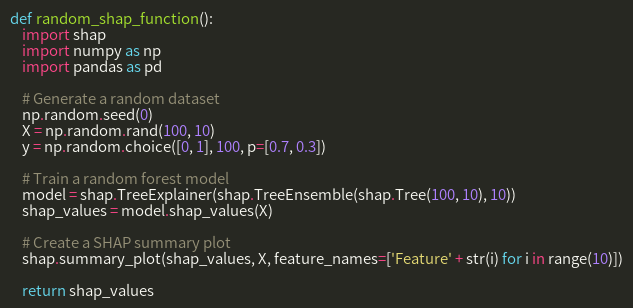 def random_shap_function():
    import shap
    import numpy as np
    import pandas as pd

    # Generate a random dataset
    np.random.seed(0)
    X = np.random.rand(100, 10)
    y = np.random.choice([0, 1], 100, p=[0.7, 0.3])

    # Train a random forest model
    model = shap.TreeExplainer(shap.TreeEnsemble(shap.Tree(100, 10), 10))
    shap_values = model.shap_values(X)

    # Create a SHAP summary plot
    shap.summary_plot(shap_values, X, feature_names=['Feature' + str(i) for i in range(10)])

    return shap_values